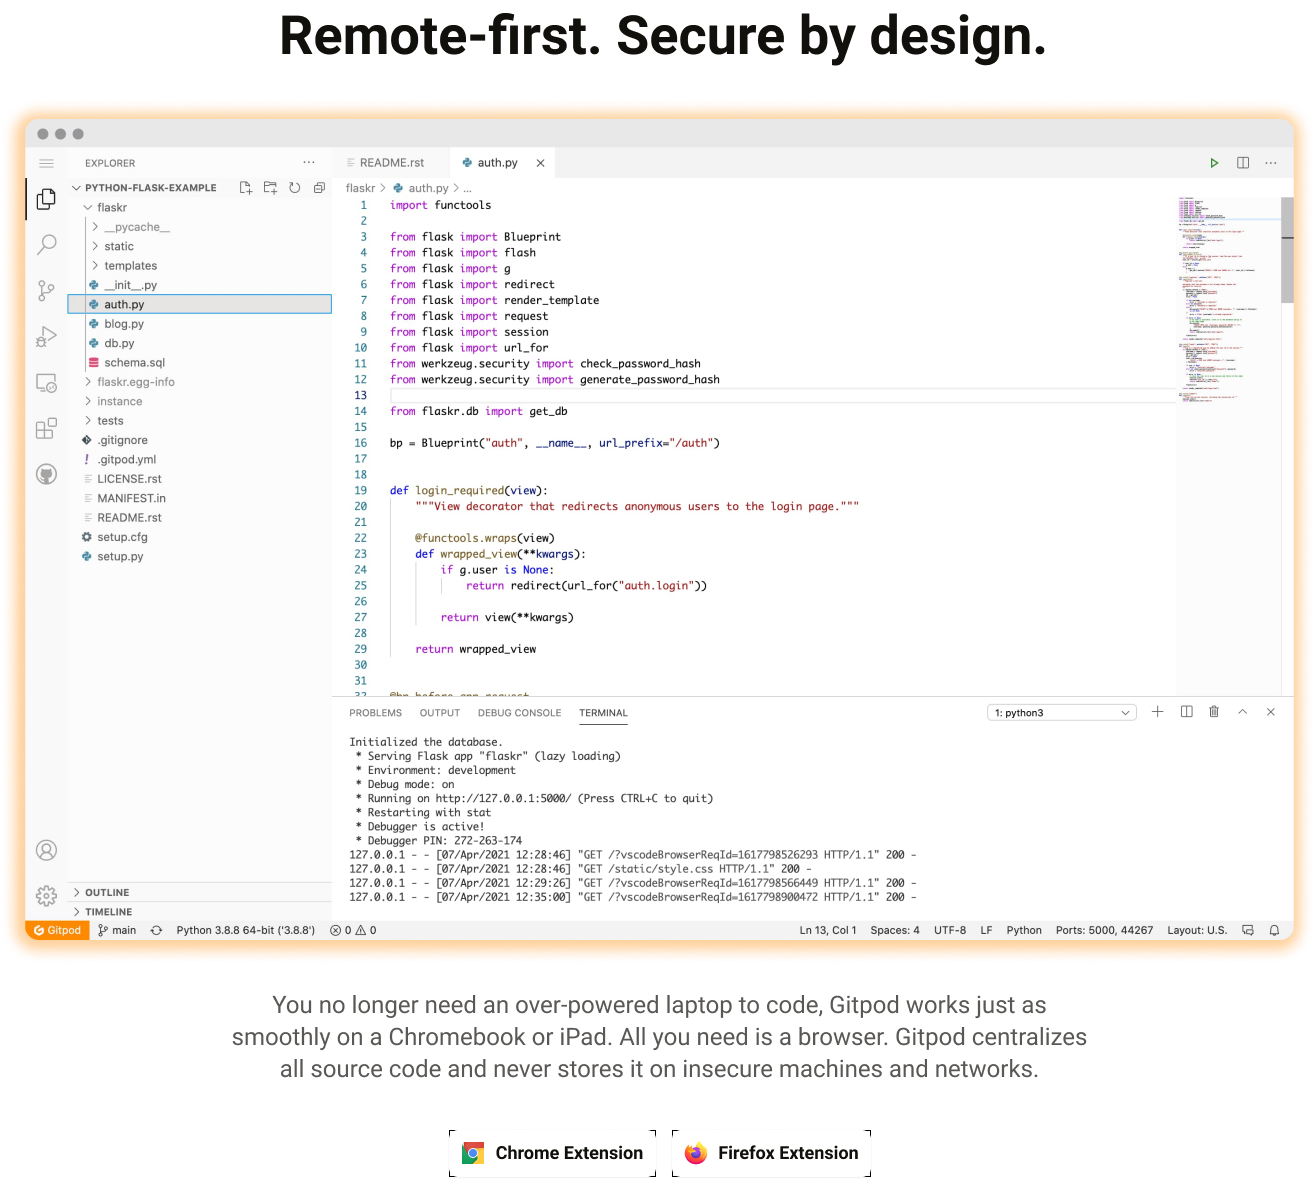 Remote-first. Secure by design.
EXPLORER
PYTHON-FLASK-EXAMPLE
flaskr
__pycache__
static
templates
__init__.py
auth.py
blog.py
db.py
schema.sql
flaskr.egg-info
instance
tests
.gitignore
.gitpod.yml
LICENSE.rst
MANIFEST.in
README.rst
setup.cfg
setup.py
OUTLINE
TIMELINE
README.rst auth.py
flaskr > auth.py > ...
1 import functools
2
3 from flask import Blueprint
4 from flask import flash
5 from flask import g
6 from flask import redirect
7 from flask import render_template
8 from flask import request
9 from flask import session
10 from flask import url_for
11 from werkzeug.security import check_password_hash
12 from werkzeug.security import generate_password_hash
13
14 from flaskr.db import get_db
15
16 bp = Blueprint("auth", __name__, url_prefix="/auth")
17
18
19 def login_required(view):
20 """View decorator that redirects anonymous users to the login page."""
21
22 @functools.wraps(view)
23 def wrapped_view(**kwargs):
24 if g.user is None:
25 return redirect(url_for("auth.login"))
26
27 return view(**kwargs)
28
29 return wrapped_view
30
31
32 @bp.before_app_request
PROBLEMS OUTPUT DEBUG CONSOLE TERMINAL 1: python3
Initialized the database.
* Serving Flask app "flaskr" (lazy loading)
* Environment: development
* Debug mode: on
* Running on http://127.0.0.1:5000/ (Press CTRL+C to quit)
* Restarting with stat
* Debugger is active!
* Debugger PIN: 272-263-174
127.0.0.1 - - [07/Apr/2021 12:28:46] "GET /?vscodeBrowserReqId=1617798526293 HTTP/1.1" 200 -
127.0.0.1 - - [07/Apr/2021 12:28:46] "GET /static/style.css HTTP/1.1" 200 -
127.0.0.1 - - [07/Apr/2021 12:29:26] "GET /?vscodeBrowserReqId=1617798566449 HTTP/1.1" 200 -
127.0.0.1 - - [07/Apr/2021 12:35:00] "GET /?vscodeBrowserReqId=1617798900472 HTTP/1.1" 200 -
Gitpod main Python 3.8.8 64-bit ('3.8.8') 0 0 Ln 13, Col 1 Spaces: 4 UTF-8 LF Python Ports: 5000, 44267 Layout: U.S.
You no longer need an over-powered laptop to code, Gitpod works just as
smoothly on a Chromebook or iPad. All you need is a browser. Gitpod centralizes
all source code and never stores it on insecure machines and networks.
Chrome Extension Firefox Extension